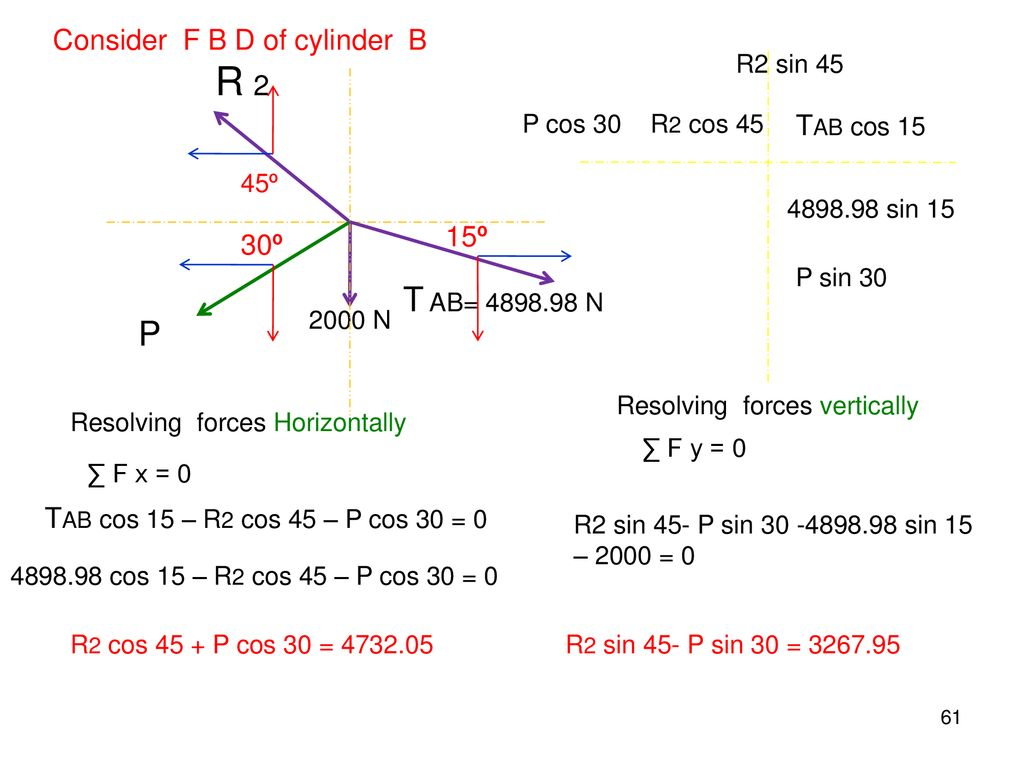 Consider F B D of cylinder B
R 2
45º
30º
15º
P
2000 N
T AB= 4898.98 N
R2 sin 45
P cos 30 R2 cos 45 TAB cos 15
4898.98 sin 15
P sin 30
Resolving forces Horizontally
∑ F x = 0
TAB cos 15 – R2 cos 45 – P cos 30 = 0
4898.98 cos 15 – R2 cos 45 – P cos 30 = 0
R2 cos 45 + P cos 30 = 4732.05
Resolving forces vertically
∑ F y = 0
R2 sin 45- P sin 30 -4898.98 sin 15
– 2000 = 0
R2 sin 45- P sin 30 = 3267.95
61